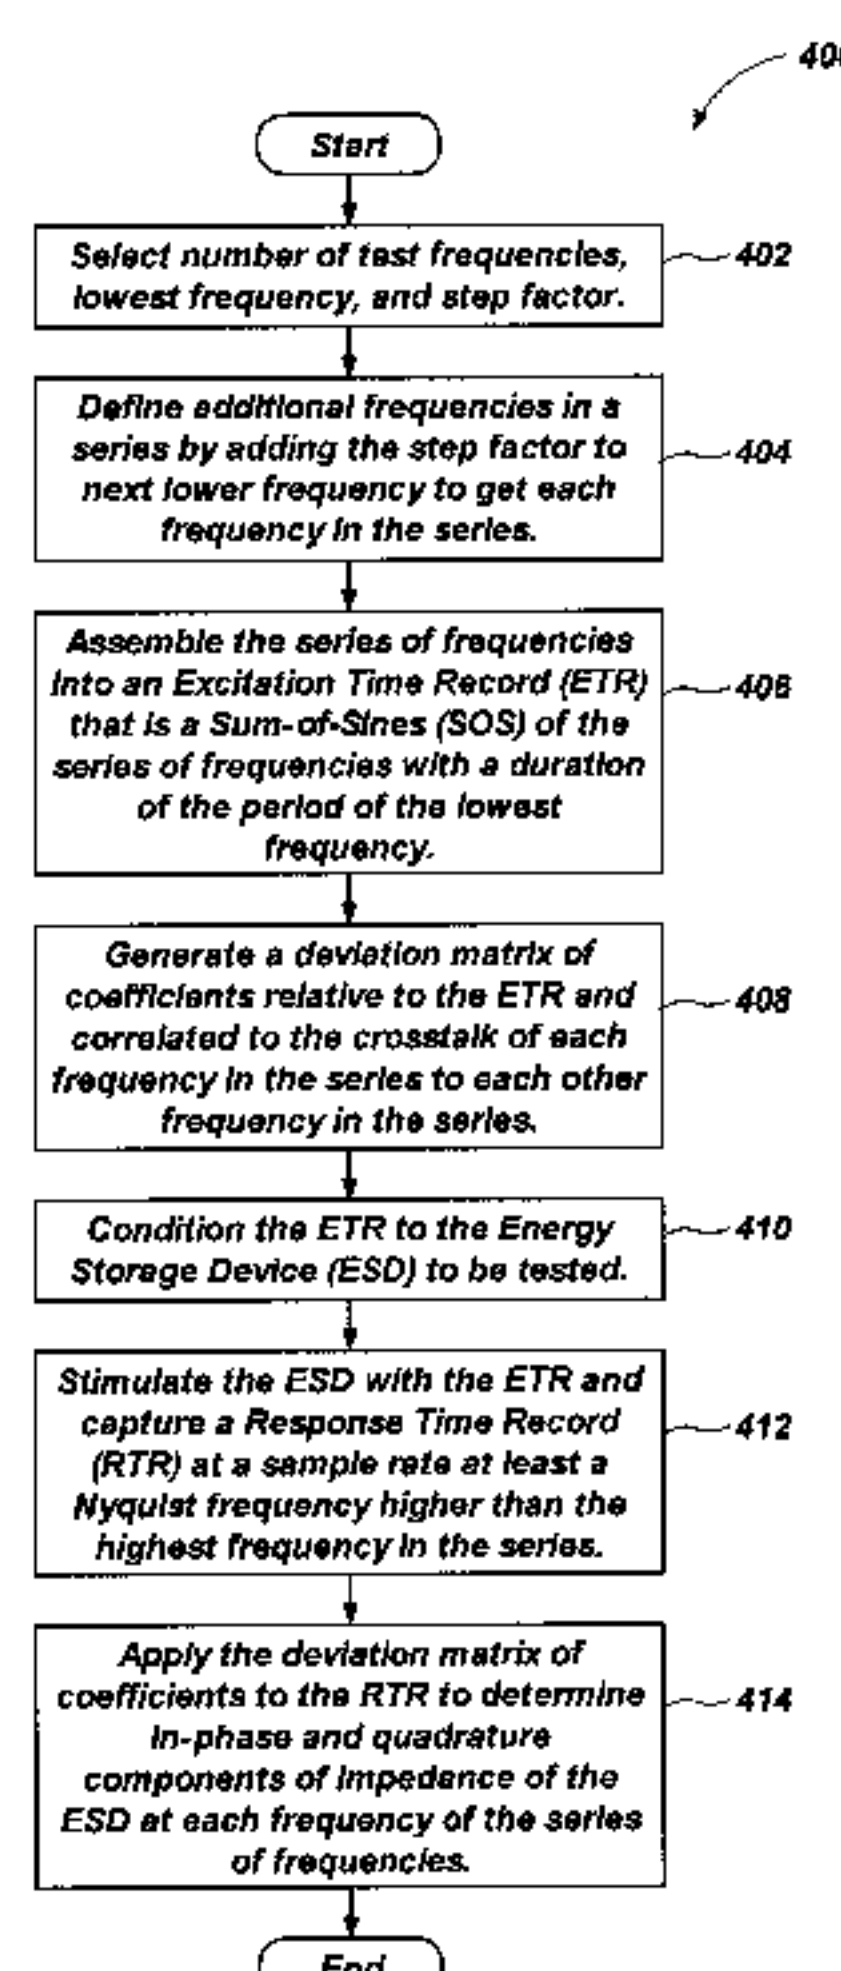 400
Start
Select number of test frequencies,
lowest frequency, and step factor.
402
Define additional frequencies in a
series by adding the step factor to
next lower frequency to get each
frequency in the series.
404
Assemble the series of frequencies
into an Excitation Time Record (ETR)
that is a Sum-of-Sines (SOS) of the
series of frequencies with a duration
of the period of the lowest
frequency.
406
Generate a deviation matrix of
coefficients relative to the ETR and
correlated to the crosstalk of each
frequency in the series to each other
frequency in the series.
408
Condition the ETR to the Energy
Storage Device (ESD) to be tested.
410
Stimulate the ESD with the ETR and
capture a Response Time Record
(RTR) at a sample rate at least a
Nyquist frequency higher than the
highest frequency in the series.
412
Apply the deviation matrix of
coefficients to the RTR to determine
in-phase and quadrature
components of impedance of the
ESD at each frequency of the series
of frequencies.
414
End